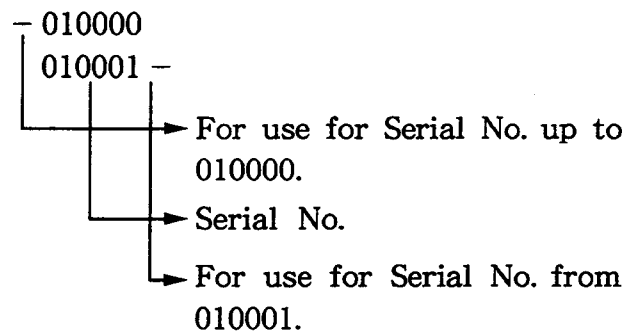 – 010000
010001 –
For use for Serial No. up to
010000.
Serial No.
For use for Serial No. from
010001.